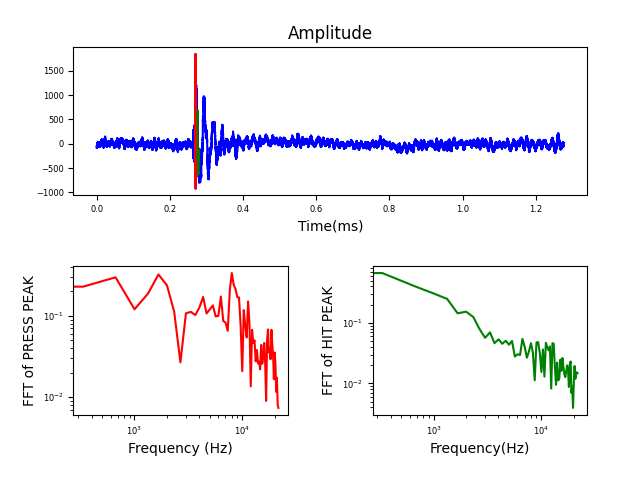 Amplitude
1500
1000
500
0
−500
−1000
0.0 0.2 0.4 0.6 0.8 1.0 1.2
Time(ms)
FFT of PRESS PEAK
10⁻¹
10⁻²
10³ 10⁴
Frequency (Hz)
FFT of HIT PEAK
10⁻¹
10⁻²
10³ 10⁴
Frequency(Hz)